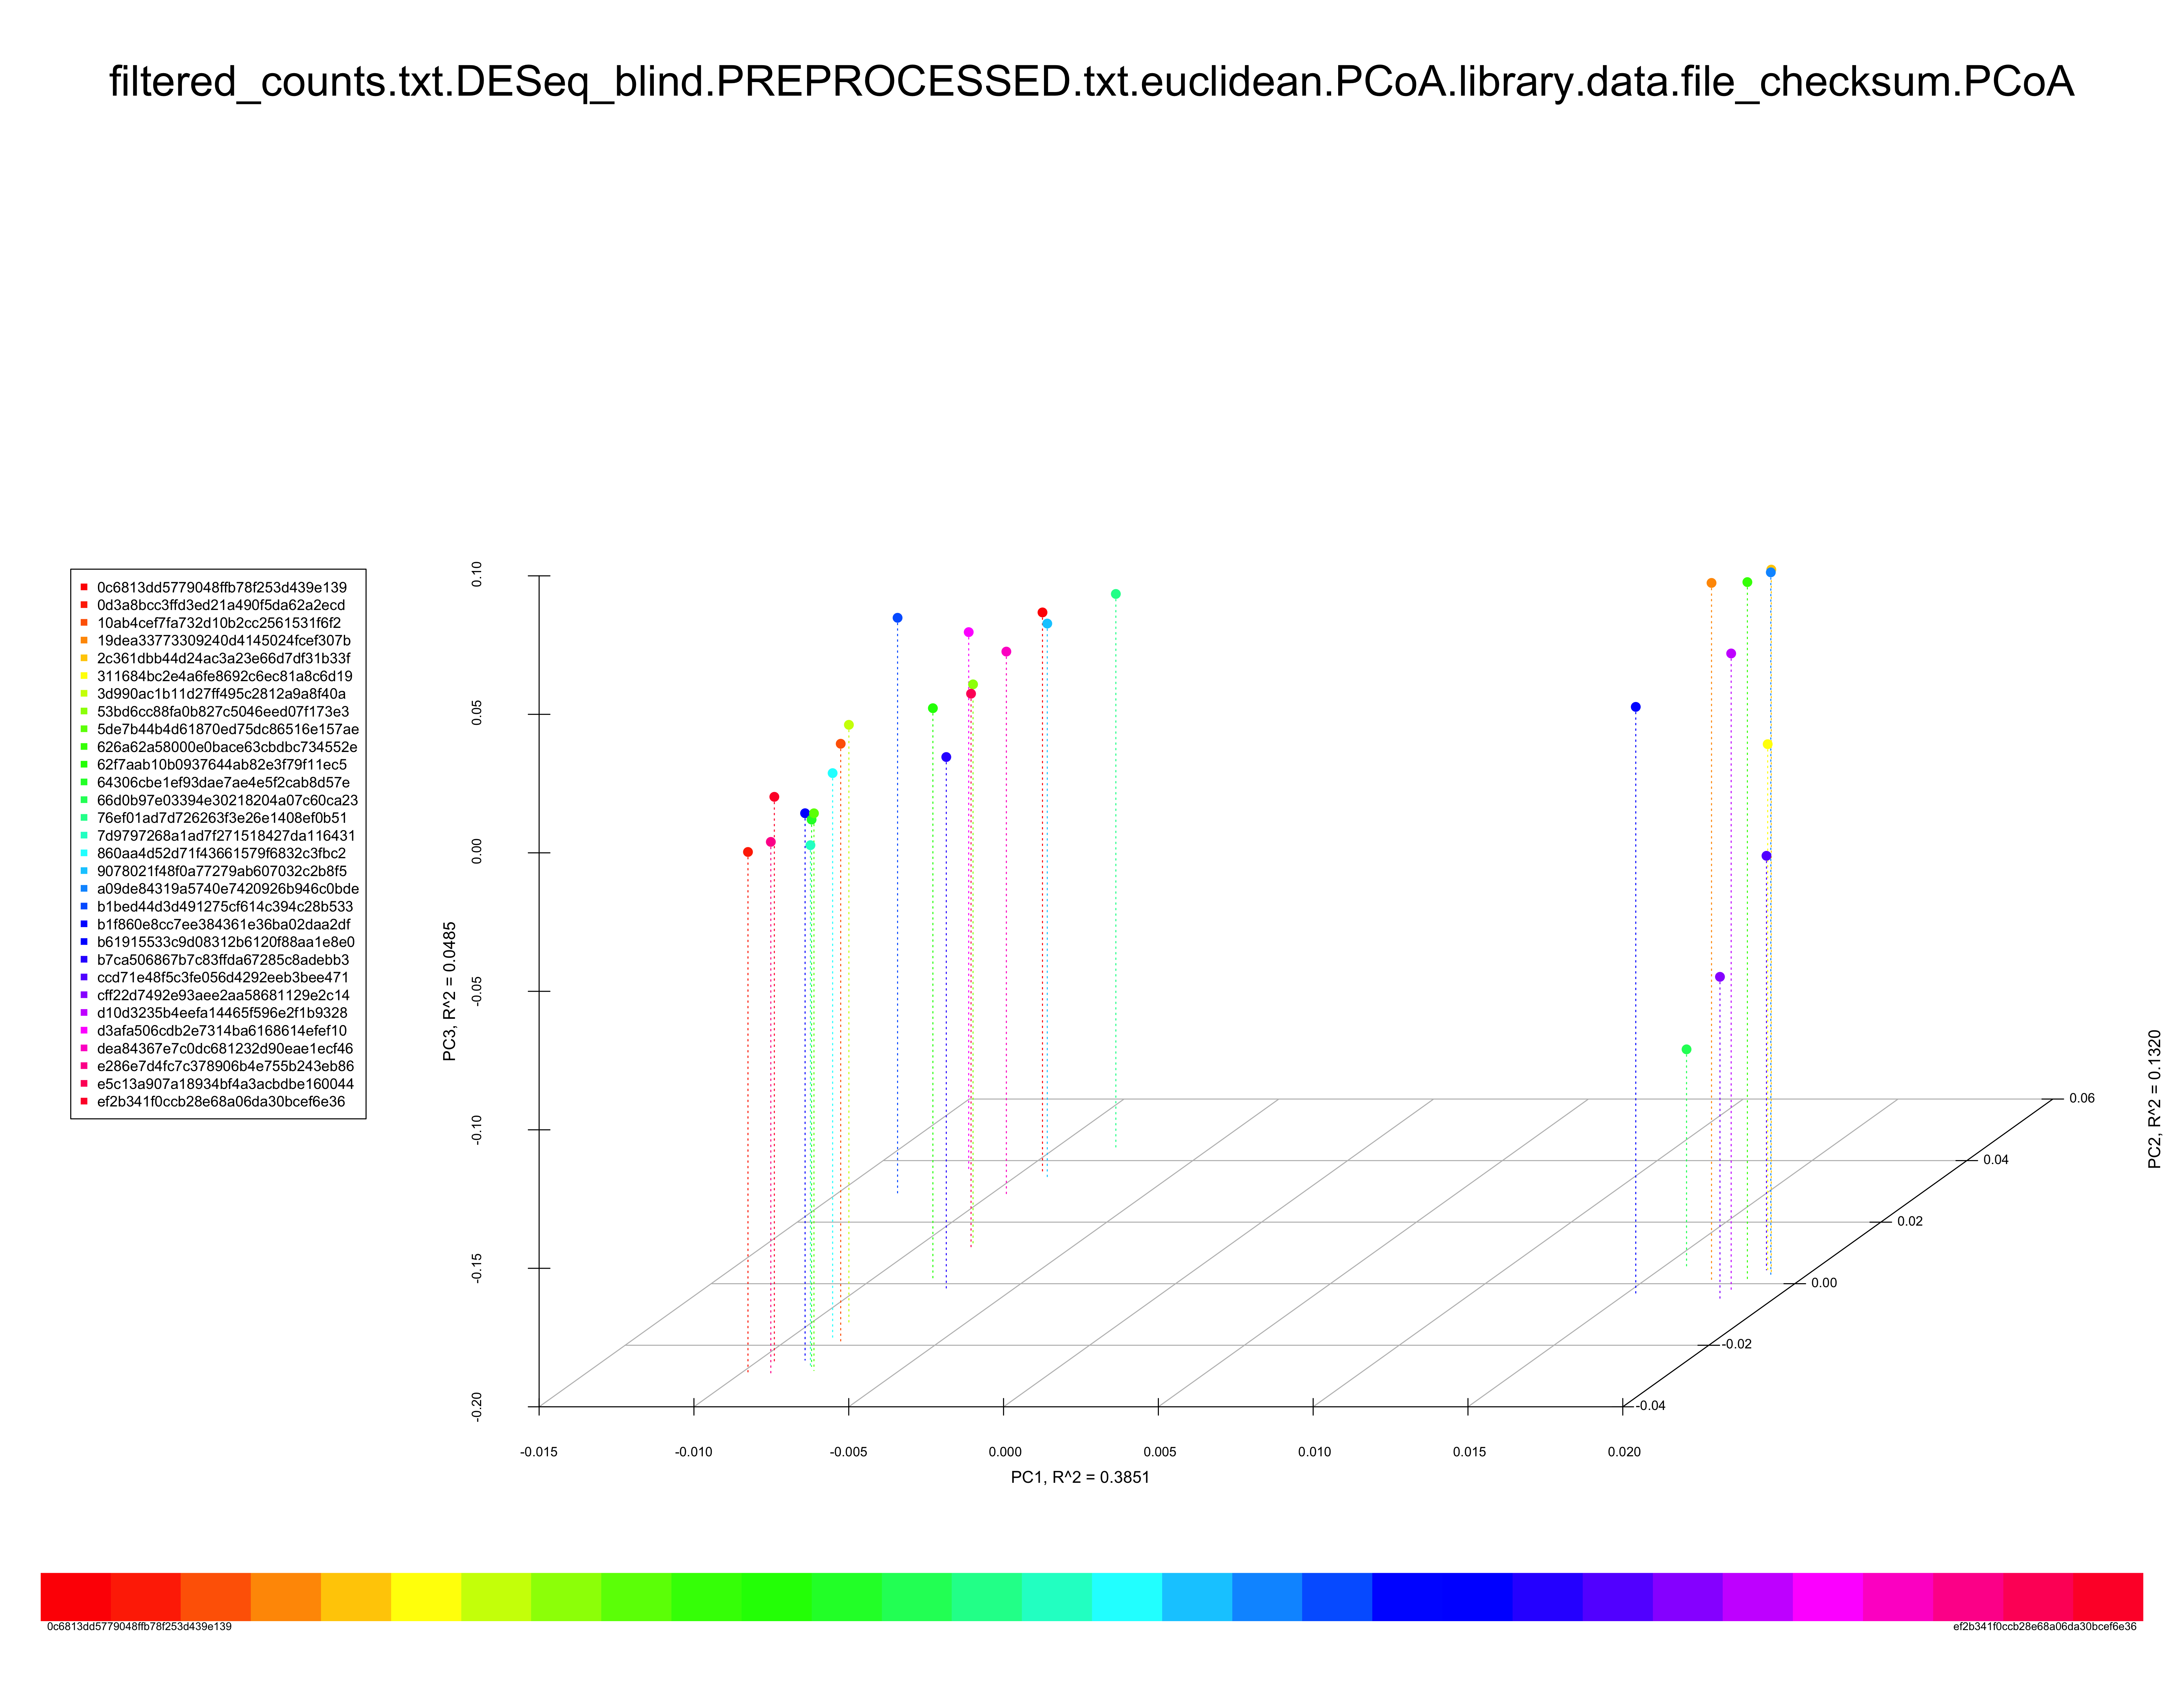 filtered_counts.txt.DESeq_blind.PREPROCESSED.txt.euclidean.PCoA.library.data.file_checksum.PCoA
0c6813dd5779048ffb78f253d439e139
0d3a8bcc3ffd3ed21a490f5da62a2ecd
10ab4cef7fa732d10b2cc2561531f6f2
19dea33773309240d4145024fcef307b
2c361dbb44d24ac3a23e66d7df31b33f
311684bc2e4a6fe8692c6ec81a8c6d19
3d990ac1b11d27ff495c2812a9a8f40a
53bd6cc88fa0b827c5046eed07f173e3
5de7b44b4d61870ed75dc86516e157ae
626a62a58000e0bace63cbdbc734552e
62f7aab10b0937644ab82e3f79f11ec5
64306cbe1ef93dae7ae4e5f2cab8d57e
66d0b97e03394e30218204a07c60ca23
76ef01ad7d726263f3e26e1408ef0b51
7d9797268a1ad7f271518427da116431
860aa4d52d71f43661579f6832c3fbc2
9078021f48f0a77279ab607032c2b8f5
a09de84319a5740e7420926b946c0bde
b1bed44d3d491275cf614c394c28b533
b1f860e8cc7ee384361e36ba02daa2df
b61915533c9d08312b6120f88aa1e8e0
b7ca506867b7c83ffda67285c8adebb3
ccd71e48f5c3fe056d4292eeb3bee471
cff22d7492e93aee2aa58681129e2c14
d10d3235b4eefa14465f596e2f1b9328
d3afa506cdb2e7314ba6168614efef10
dea84367e7c0dc681232d90eae1ecf46
e286e7d4fc7c378906b4e755b243eb86
e5c13a907a18934bf4a3acbdbe160044
ef2b341f0ccb28e68a06da30bcef6e36
PC3, R^2 = 0.0485
0.10
0.05
0.00
-0.05
-0.10
-0.15
-0.20
0.06
0.04
0.02
0.00
-0.02
-0.04
PC2, R^2 = 0.1320
-0.015
-0.010
-0.005
0.000
0.005
0.010
0.015
0.020
PC1, R^2 = 0.3851
0c6813dd5779048ffb78f253d439e139
ef2b341f0ccb28e68a06da30bcef6e36